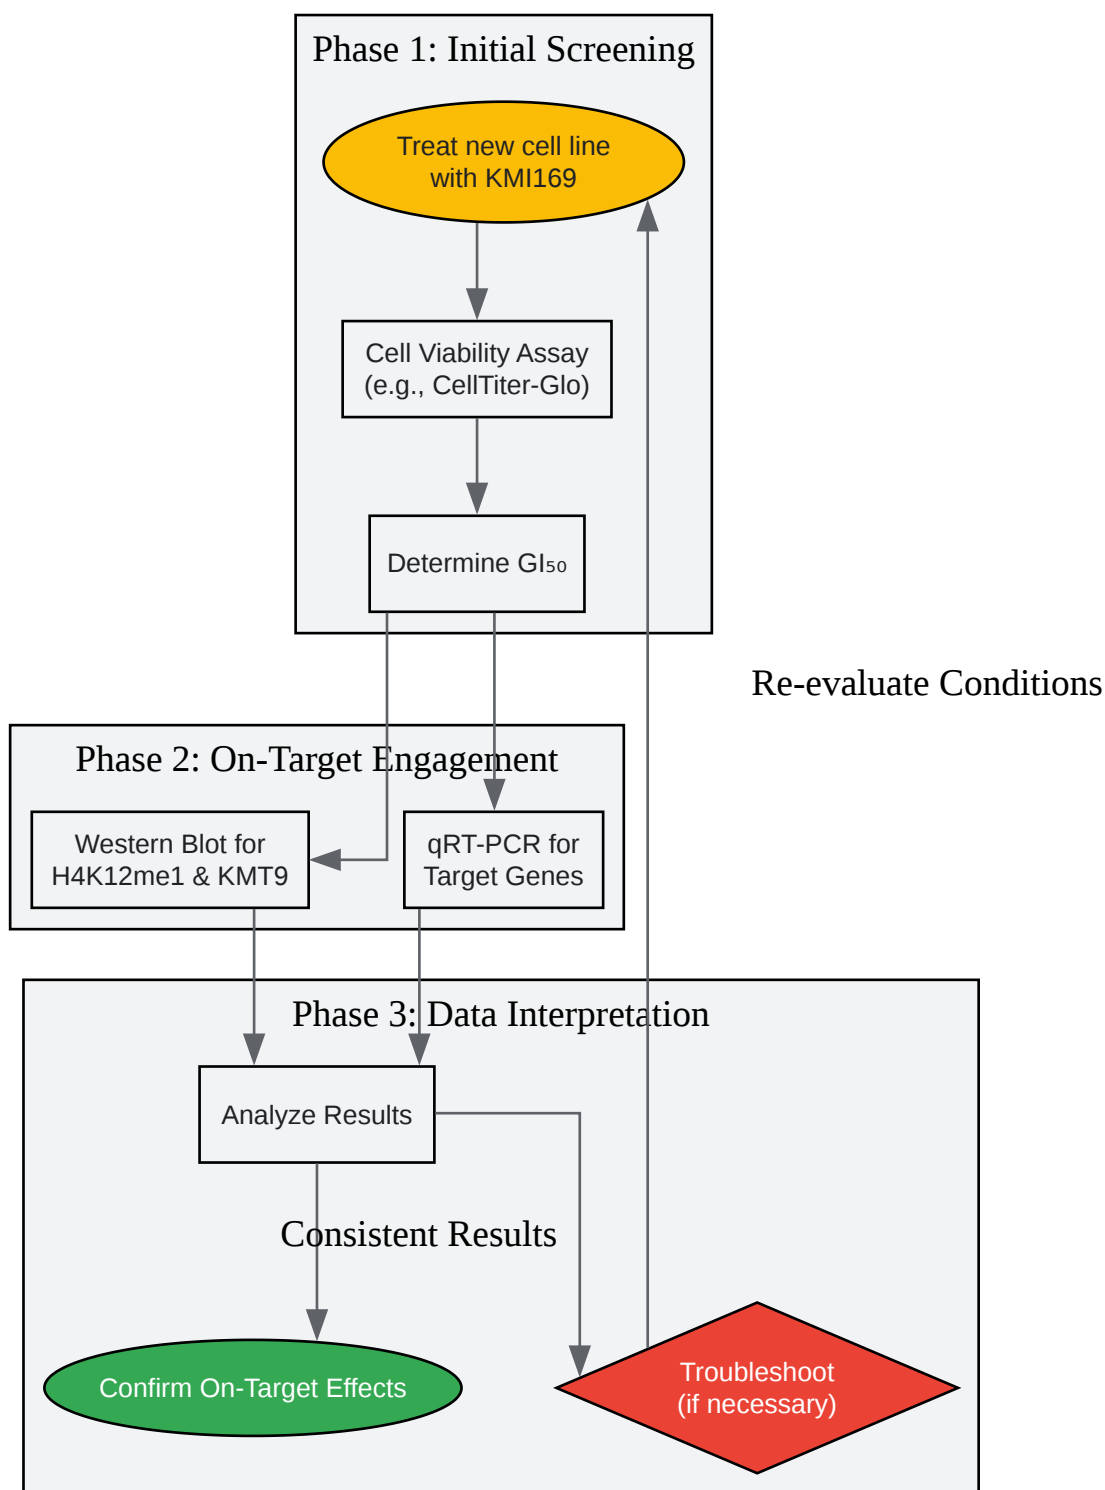 Phase 1: Initial Screening
Treat new cell line
with KMI169
Cell Viability Assay
(e.g., CellTiter-Glo)
Determine GI₅₀
Re-evaluate Conditions
Phase 2: On-Target Engagement
Western Blot for
H4K12me1 & KMT9
qRT-PCR for
Target Genes
Phase 3: Data Interpretation
Analyze Results
Consistent Results
Confirm On-Target Effects
Troubleshoot
(if necessary)